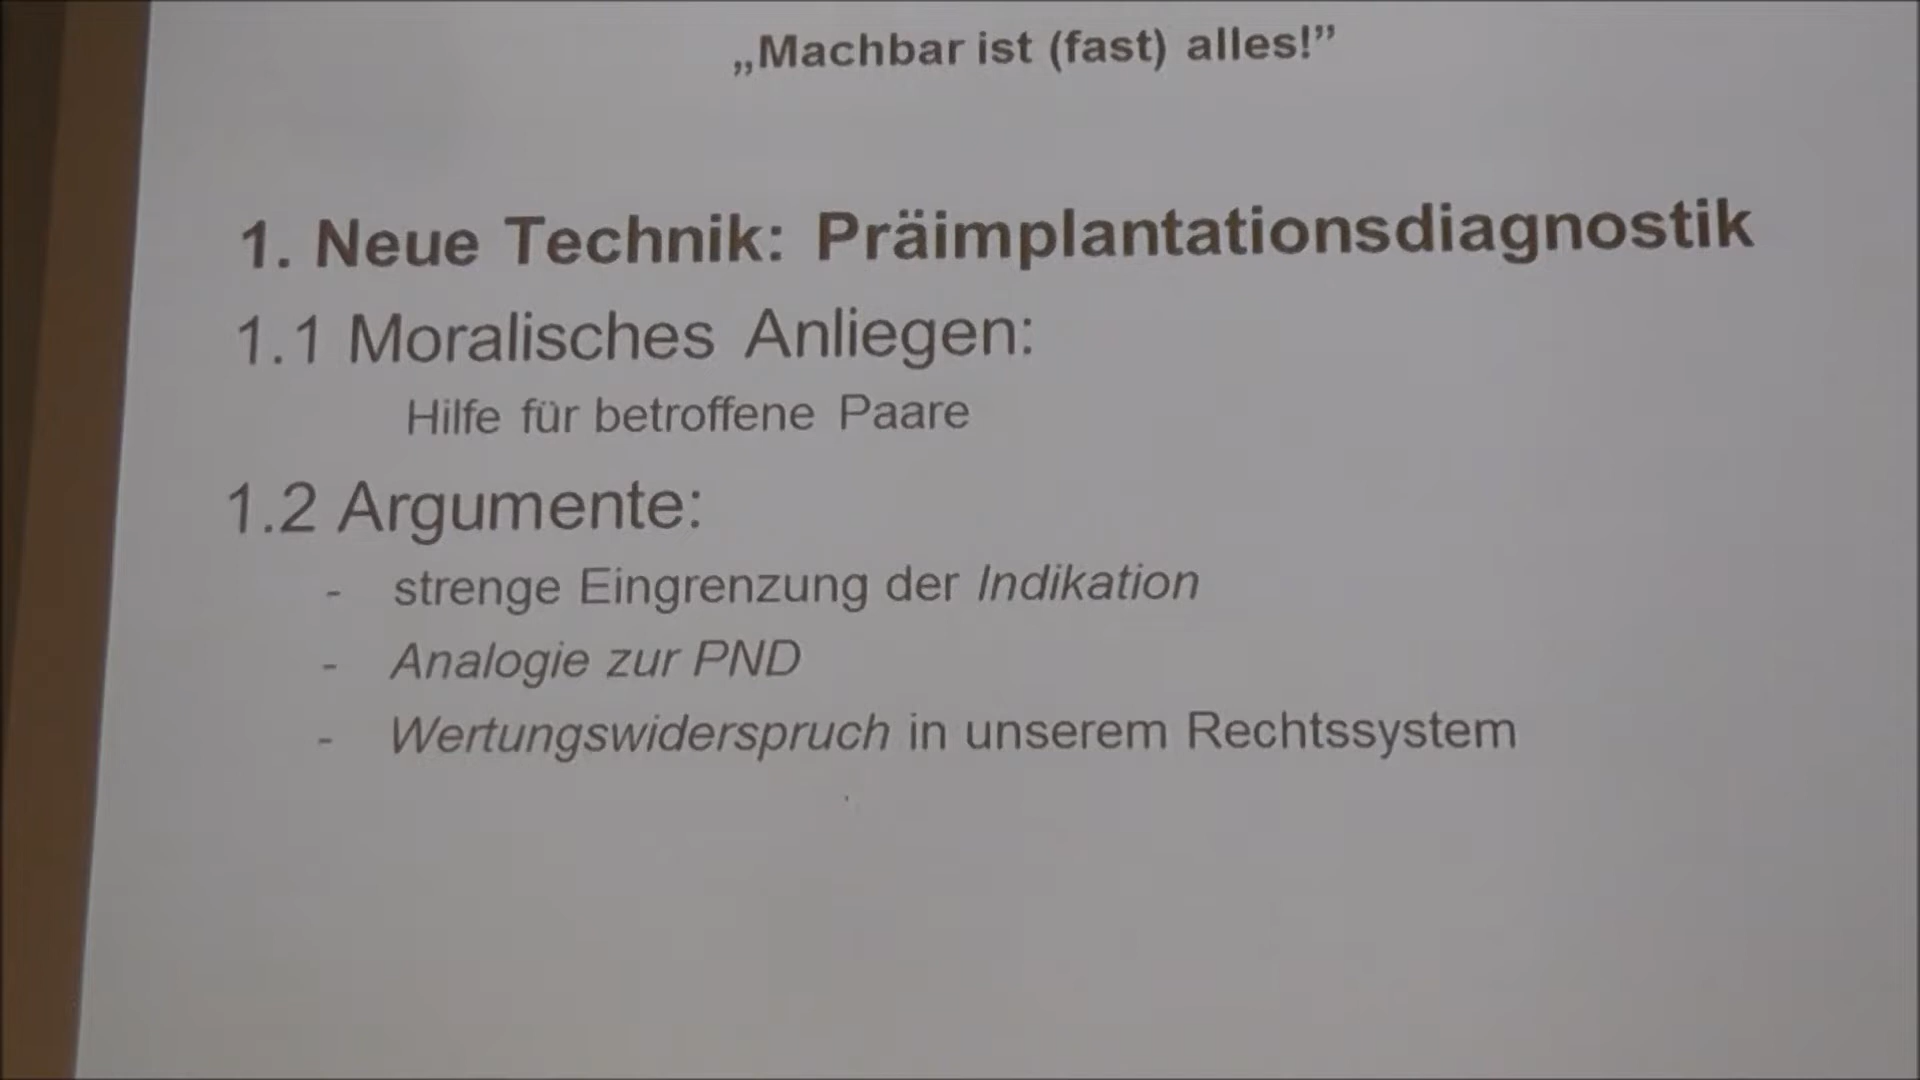 „Machbar ist (fast) alles!”
1. Neue Technik: Präimplantationsdiagnostik
1.1 Moralisches Anliegen:
Hilfe für betroffene Paare
1.2 Argumente:
- strenge Eingrenzung der Indikation
- Analogie zur PND
- Wertungswiderspruch in unserem Rechtssystem